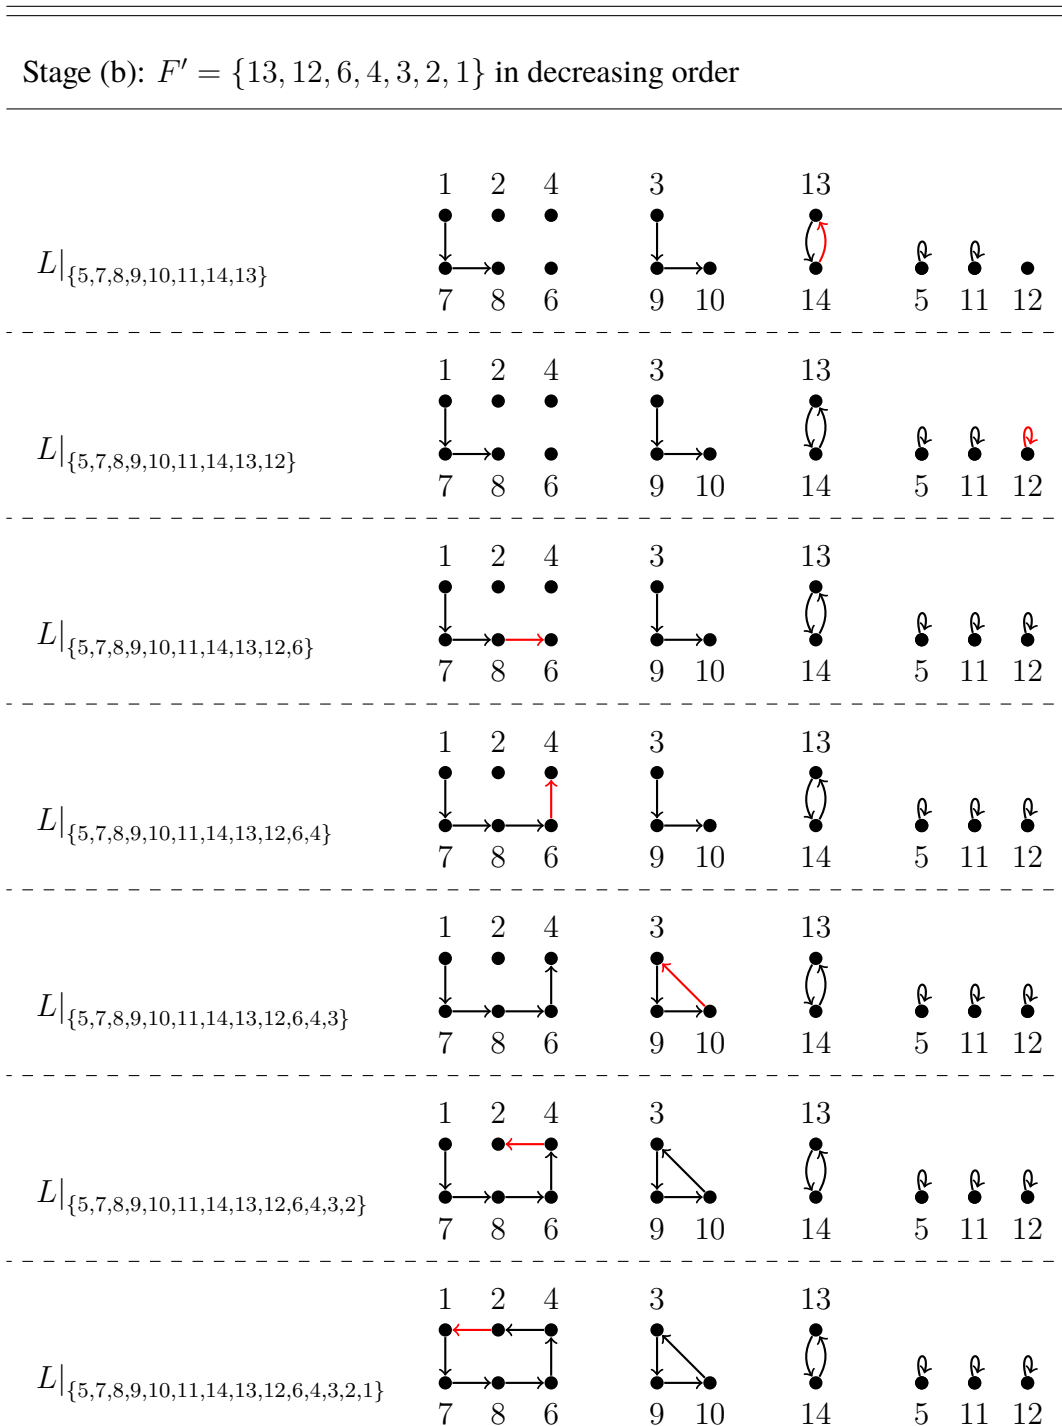 Stage (b): F′ = {13, 12, 6, 4, 3, 2, 1} in decreasing order
1 2 4 3 13
L|{5,7,8,9,10,11,14,13}
7 8 6 9 10 14 5 11 12
1 2 4 3 13
L|{5,7,8,9,10,11,14,13,12}
7 8 6 9 10 14 5 11 12
1 2 4 3 13
L|{5,7,8,9,10,11,14,13,12,6}
7 8 6 9 10 14 5 11 12
1 2 4 3 13
L|{5,7,8,9,10,11,14,13,12,6,4}
7 8 6 9 10 14 5 11 12
1 2 4 3 13
L|{5,7,8,9,10,11,14,13,12,6,4,3}
7 8 6 9 10 14 5 11 12
1 2 4 3 13
L|{5,7,8,9,10,11,14,13,12,6,4,3,2}
7 8 6 9 10 14 5 11 12
1 2 4 3 13
L|{5,7,8,9,10,11,14,13,12,6,4,3,2,1}
7 8 6 9 10 14 5 11 12